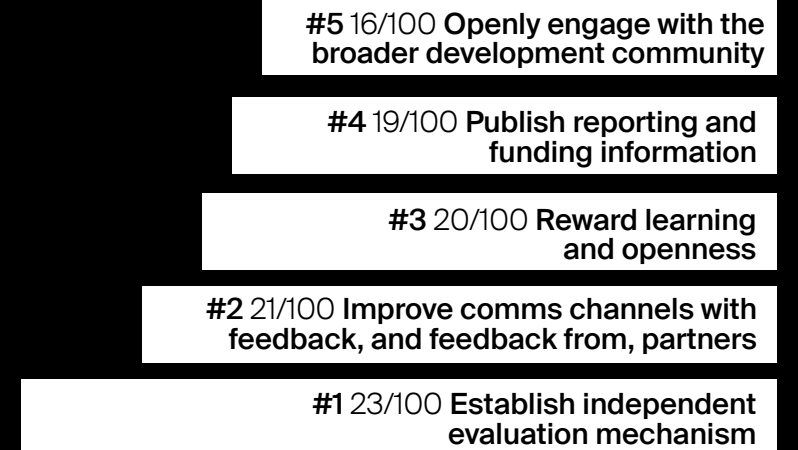 #5 16/100 Openly engage with the
broader development community
#4 19/100 Publish reporting and
funding information
#3 20/100 Reward learning
and openness
#2 21/100 Improve comms channels with
feedback, and feedback from, partners
#1 23/100 Establish independent
evaluation mechanism